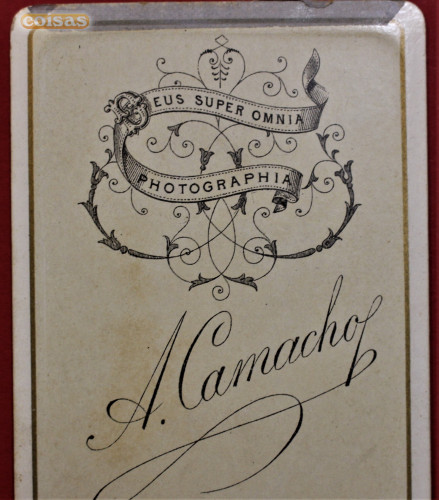 coisas
DEUS SUPER OMNIA
PHOTOGRAPHIA
A. Camacho